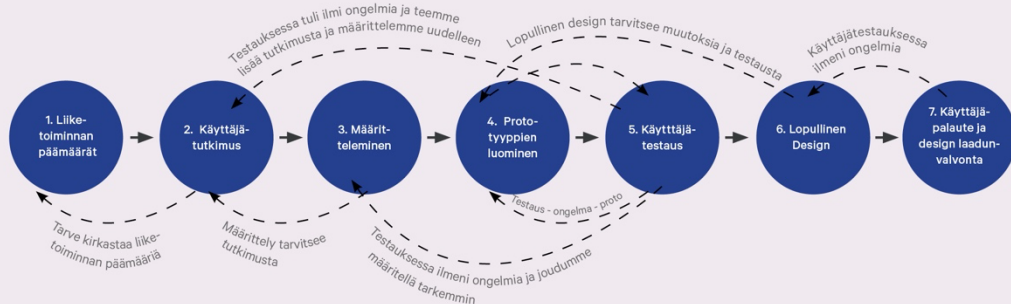 Testauksessa tuli ilmi ongelmia ja teemme
lisää tutkimusta ja määrittelemme uudelleen
Lopullinen design tarvitsee muutoksia ja testausta
Käyttäjätestauksessa
ilmeni ongelmia
1. Liike-
toiminnan
päämäärät
2. Käyttäjä-
tutkimus
3. Määrit-
teleminen
4. Proto-
tyyppien
luominen
5. Käytttäjä-
testaus
6. Lopullinen
Design
7. Käyttäjä-
palaute ja
design laadun-
valvonta
Tarve kirkastaa liike-
toiminnan päämääriä
Määrittely tarvitsee
tutkimusta
Testaus - ongelma - proto
Testauksessa ilmeni ongelmia ja joudumme
määritellä tarkemmin